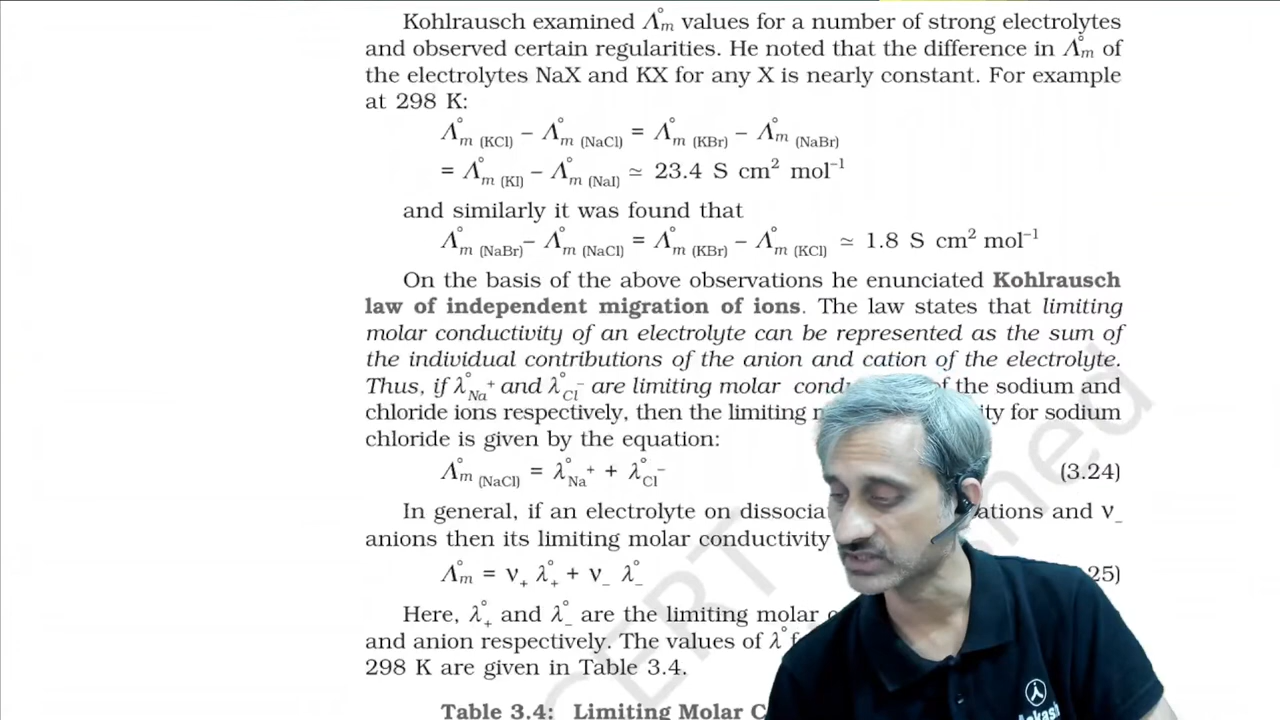 Kohlrausch examined Λ°m values for a number of strong electrolytes
and observed certain regularities. He noted that the difference in Λ°m of
the electrolytes NaX and KX for any X is nearly constant. For example
at 298 K:
Λ°m (KCl) – Λ°m (NaCl) = Λ°m (KBr) – Λ°m (NaBr)
= Λ°m (KI) – Λ°m (NaI) ≃ 23.4 S cm² mol⁻¹
and similarly it was found that
Λ°m (NaBr) – Λ°m (NaCl) = Λ°m (KBr) – Λ°m (KCl) ≃ 1.8 S cm² mol⁻¹
On the basis of the above observations he enunciated Kohlrausch
law of independent migration of ions. The law states that limiting
molar conductivity of an electrolyte can be represented as the sum of
the individual contributions of the anion and cation of the electrolyte.
Thus, if λ°Na⁺ and λ°Cl⁻ are limiting molar of the sodium and
chloride ions respectively, then the limiting for sodium
chloride is given by the equation:
Λ°m (NaCl) = λ°Na⁺ + λ°Cl⁻ (3.24)
In general, if an electrolyte on and ν₋
anions then its limiting molar conductivity
Λ°m = ν₊ λ°₊ + ν₋ λ°₋ 25)
Here, λ°₊ and λ°₋ are the limiting molar
and anion respectively. The values of λ°
298 K are given in Table 3.4.
Table 3.4: Limiting Molar